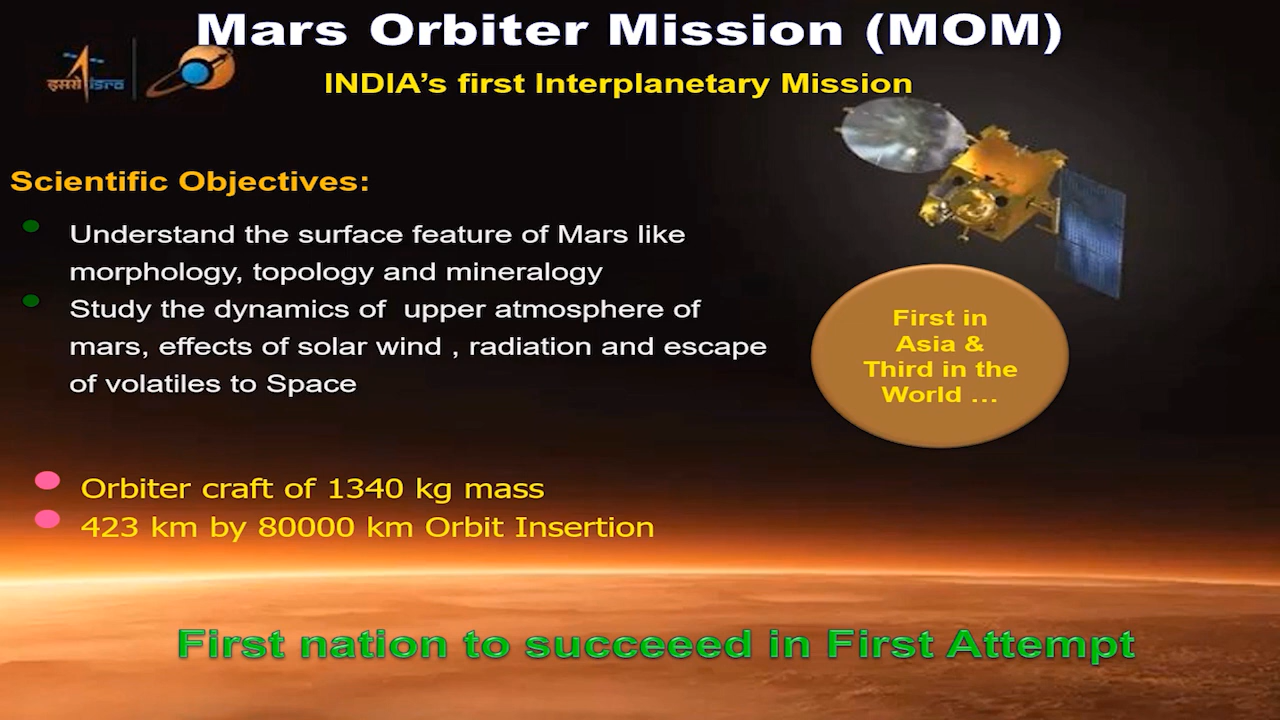 Mars Orbiter Mission (MOM)
इसरो isro
INDIA's first Interplanetary Mission
Scientific Objectives:
Understand the surface feature of Mars like
morphology, topology and mineralogy
Study the dynamics of upper atmosphere of
mars, effects of solar wind , radiation and escape
of volatiles to Space
First in
Asia &
Third in the
World ...
Orbiter craft of 1340 kg mass
423 km by 80000 km Orbit Insertion
First nation to succeeed in First Attempt